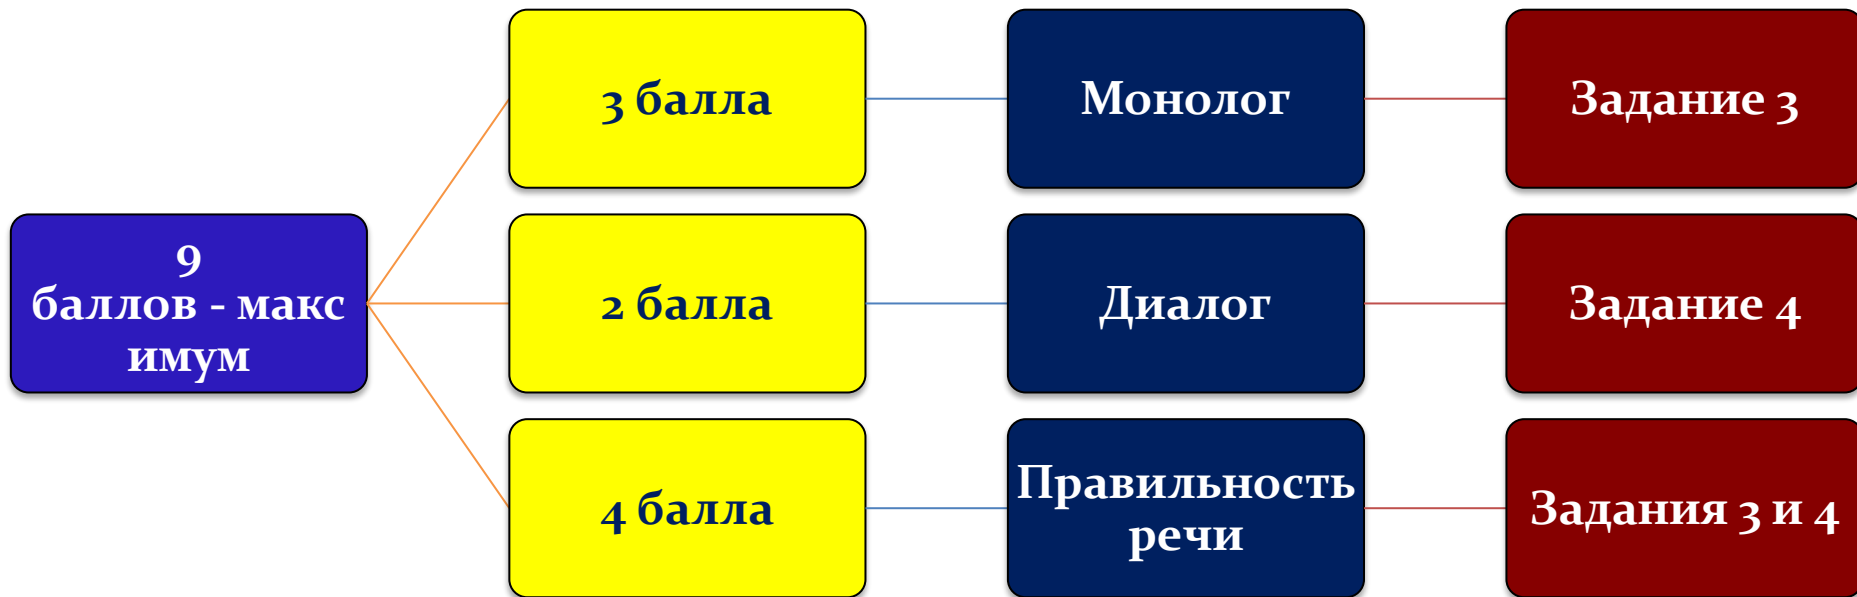 9
баллов - макс
имум
3 балла
Монолог
Задание 3
2 балла
Диалог
Задание 4
4 балла
Правильность
речи
Задания 3 и 4